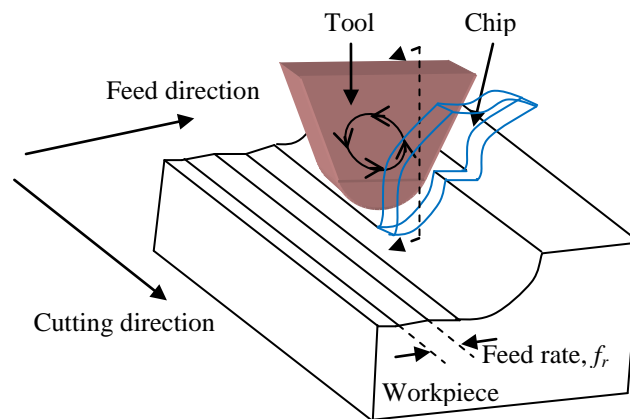 Tool
Chip
Feed direction
Cutting direction
Feed rate, fr
Workpiece